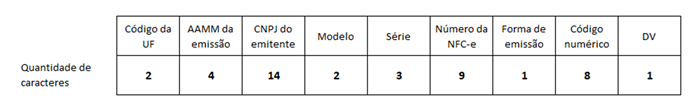 Código da UF
AAMM da emissão
CNPJ do emitente
Modelo
Série
Número da NFC-e
Forma de emissão
Código numérico
DV
Quantidade de caracteres
2
4
14
2
3
9
1
8
1